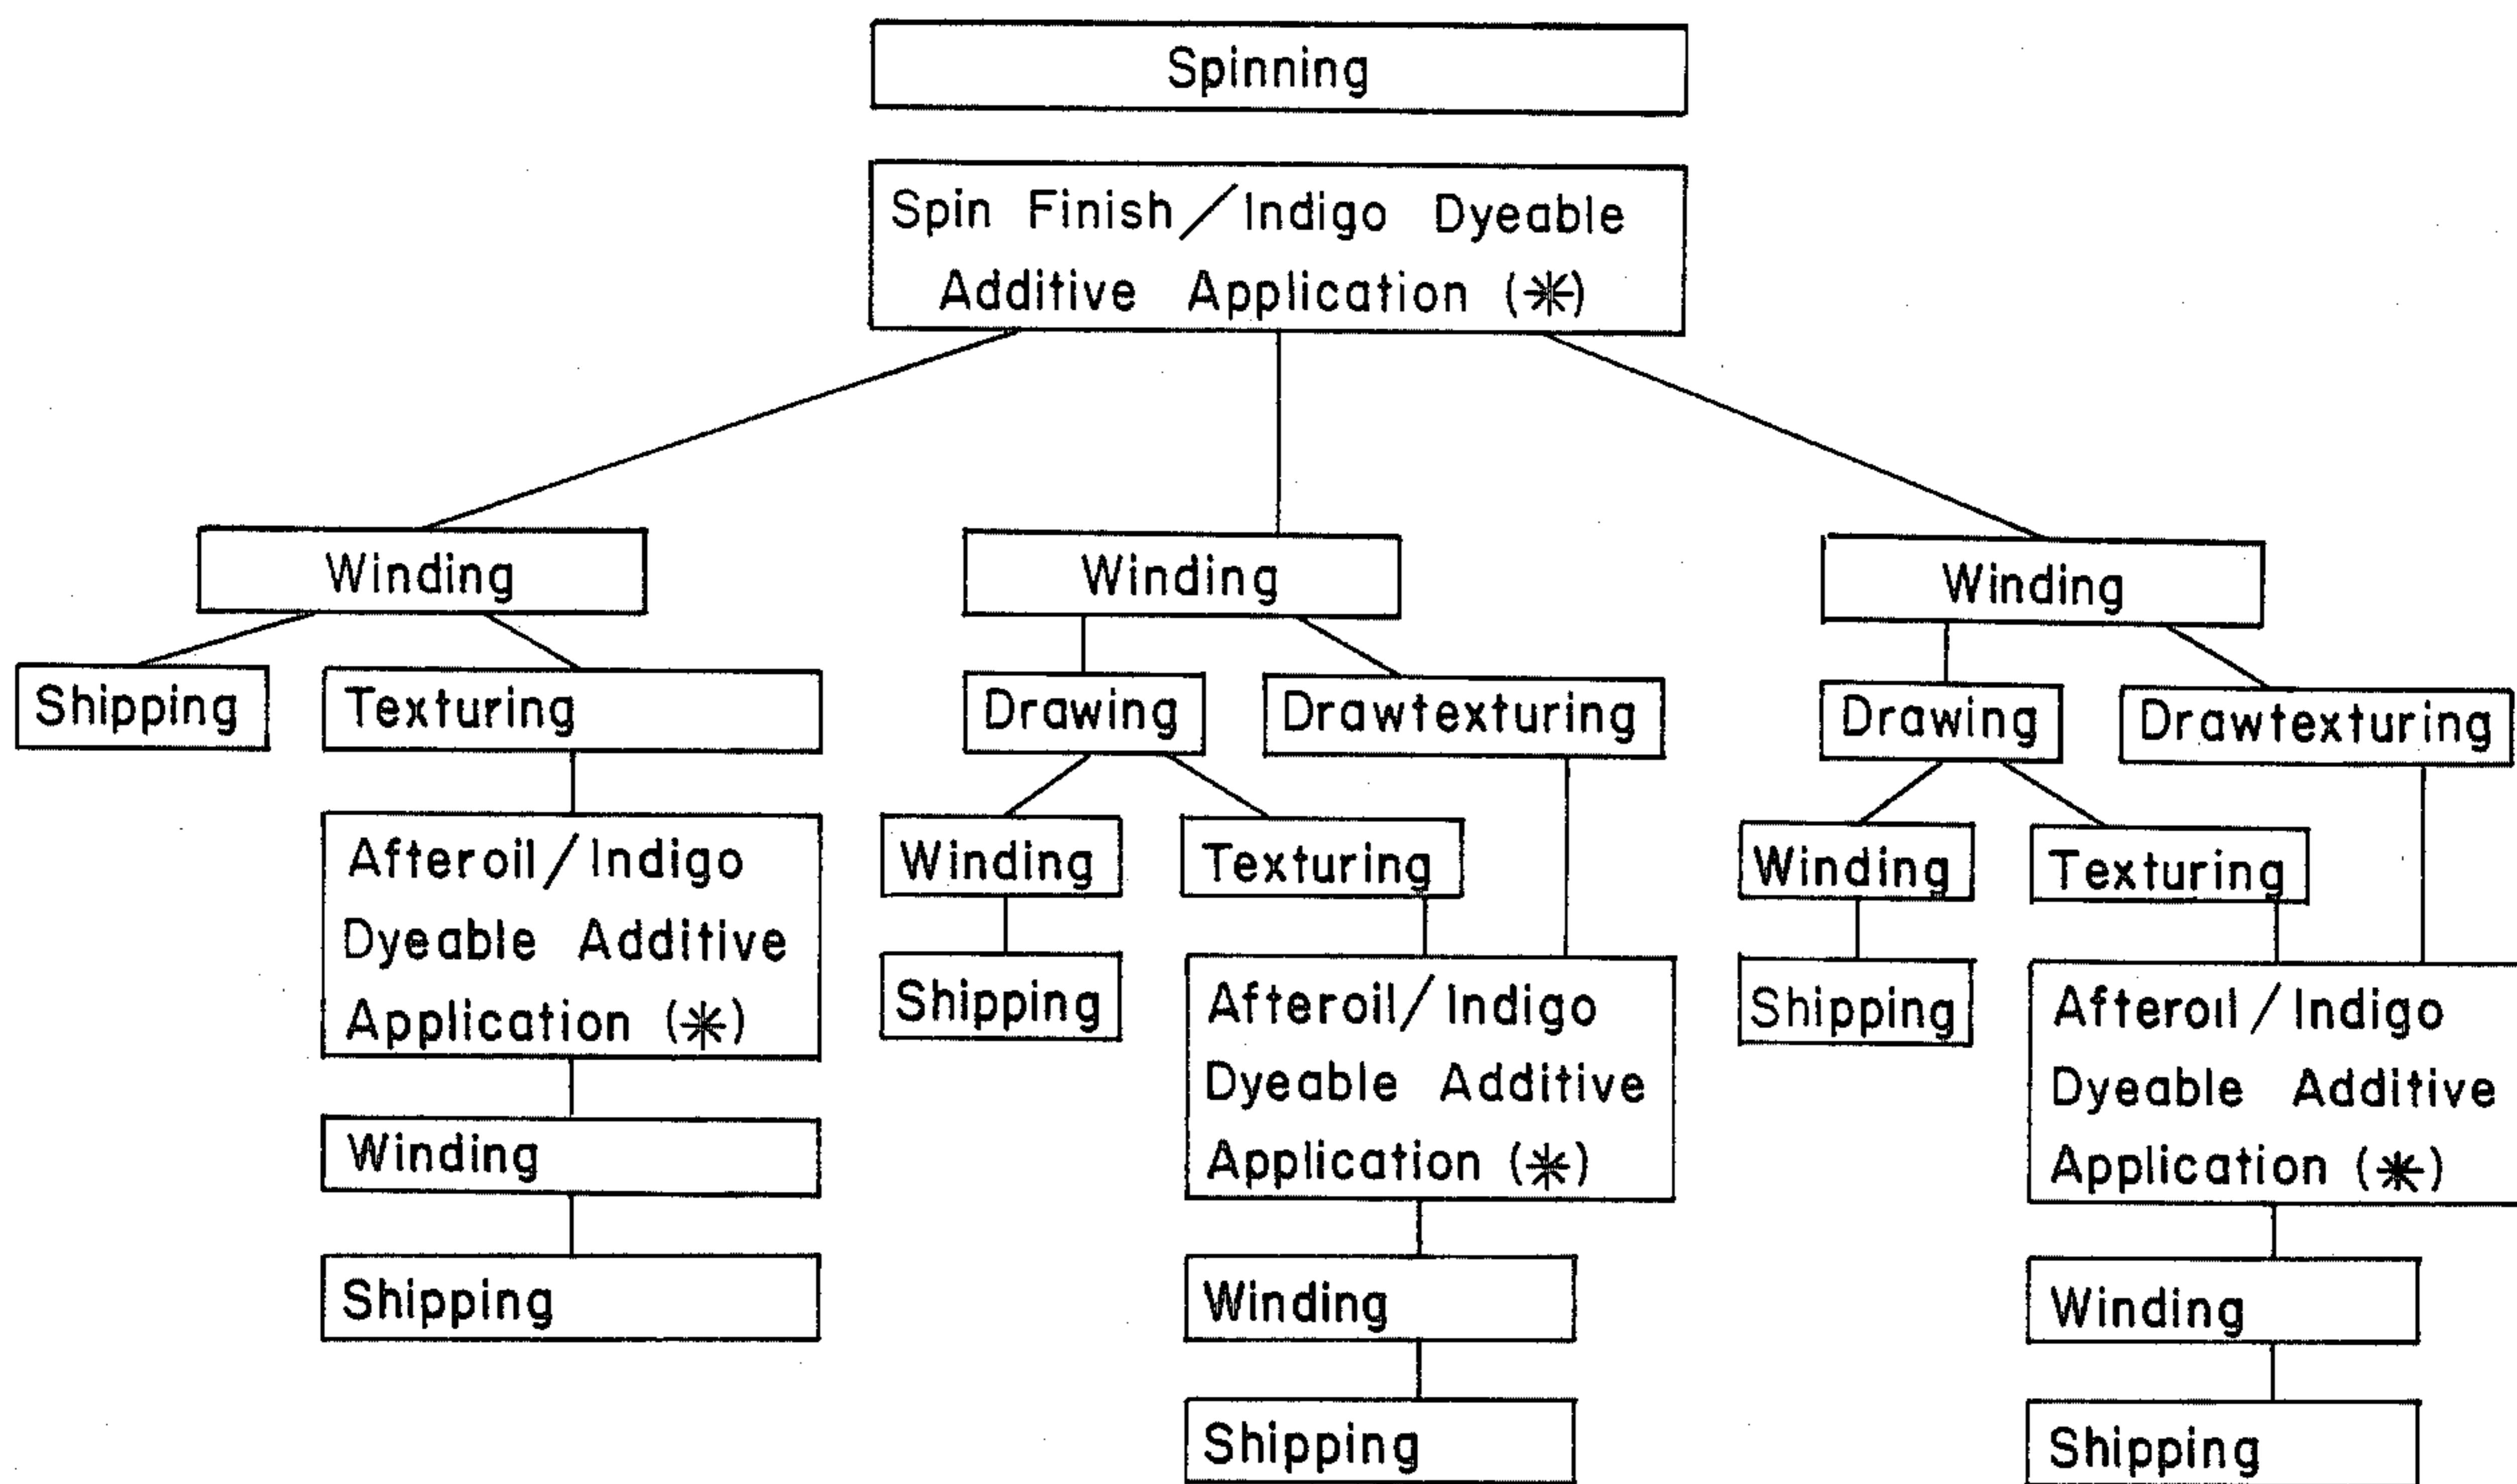 Spinning
Spin Finish/Indigo Dyeable
Additive Application (*)
Winding
Winding
Winding
Shipping
Texturing
Drawing
Drawtexturing
Drawing
Drawtexturing
Afteroil/Indigo
Dyeable Additive
Application (*)
Winding
Texturing
Winding
Texturing
Shipping
Afteroil/Indigo
Dyeable Additive
Application (*)
Shipping
Afteroil/Indigo
Dyeable Additive
Application (*)
Winding
Shipping
Winding
Winding
Shipping
Shipping